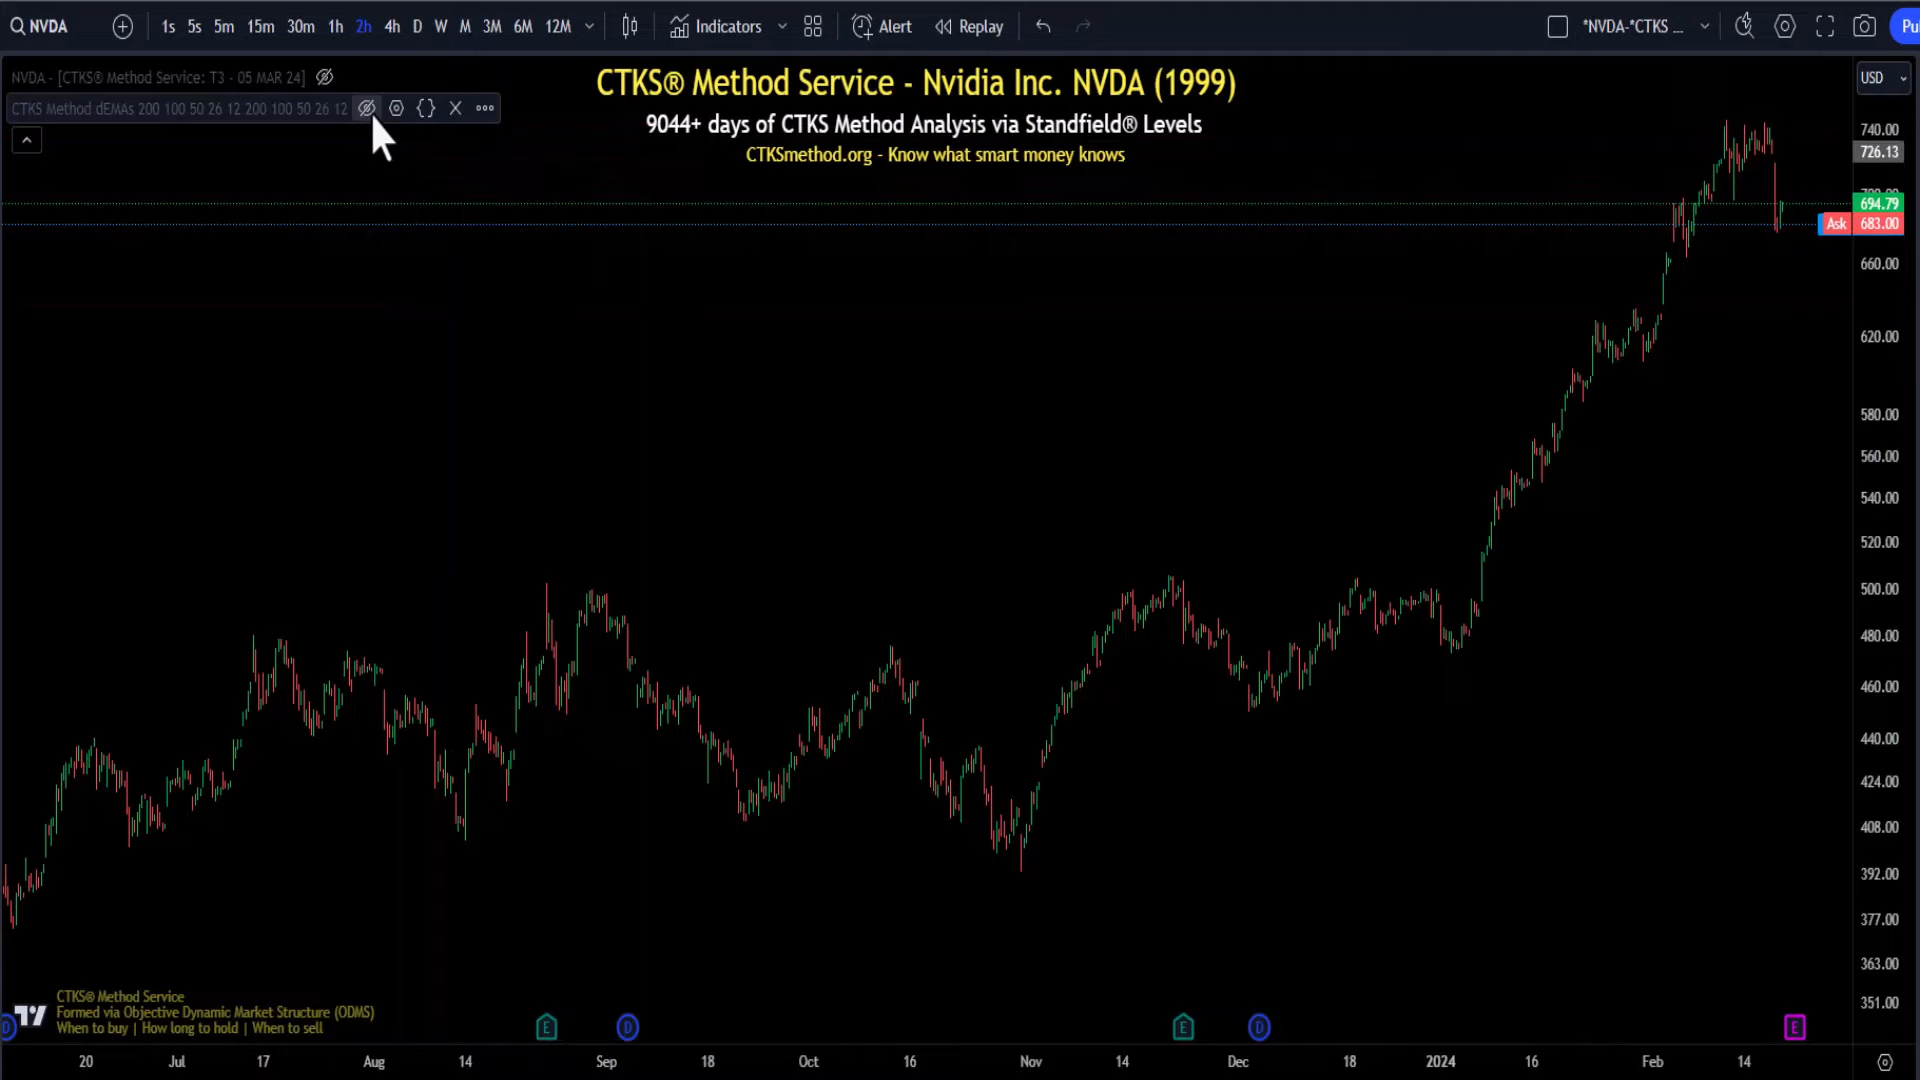 NVDA 1s 5s 5m 15m 30m 1h 2h 4h D W M 3M 6M 12M Indicators Alert Replay *NVDA-*CTKS ... Pu
NVDA - [CTKS® Method Service: T3 - 05 MAR 24]
CTKS Method dEMAs 200 100 50 26 12 200 100 50 26 12
CTKS® Method Service - Nvidia Inc. NVDA (1999)
9044+ days of CTKS Method Analysis via Standfield® Levels
CTKSmethod.org - Know what smart money knows
USD
740.00
726.13
694.79
Ask 683.00
660.00
620.00
580.00
560.00
540.00
520.00
500.00
480.00
460.00
440.00
424.00
408.00
392.00
377.00
363.00
351.00
CTKS® Method Service
Formed via Objective Dynamic Market Structure (ODMS)
When to buy | How long to hold | When to sell
D E D E D E
20 Jul 17 Aug 14 Sep 18 Oct 16 Nov 14 Dec 18 2024 16 Feb 14